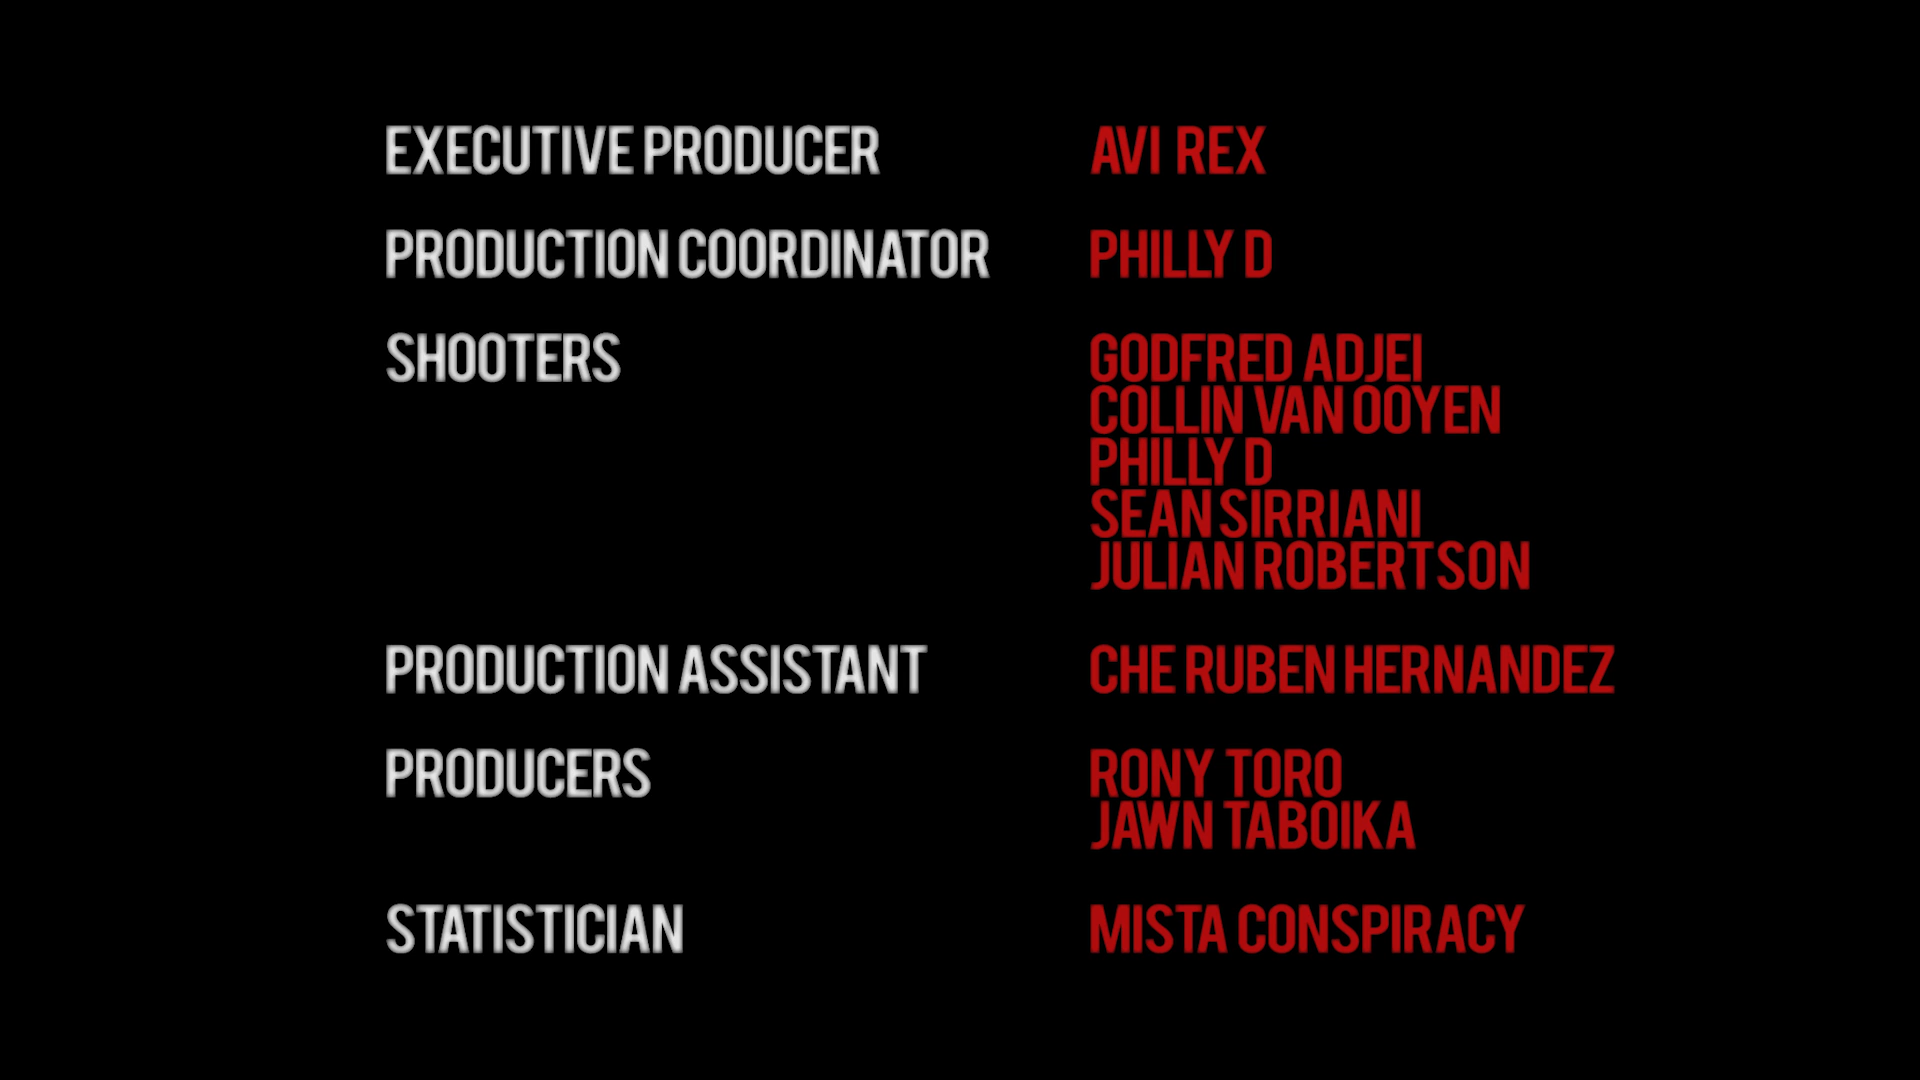 EXECUTIVE PRODUCER AVI REX
PRODUCTION COORDINATOR PHILLY D
SHOOTERS GODFRED ADJEI
COLLIN VAN OOYEN
PHILLY D
SEAN SIRRIANI
JULIAN ROBERTSON
PRODUCTION ASSISTANT CHE RUBEN HERNANDEZ
PRODUCERS RONY TORO
JAWN TABOIKA
STATISTICIAN MISTA CONSPIRACY